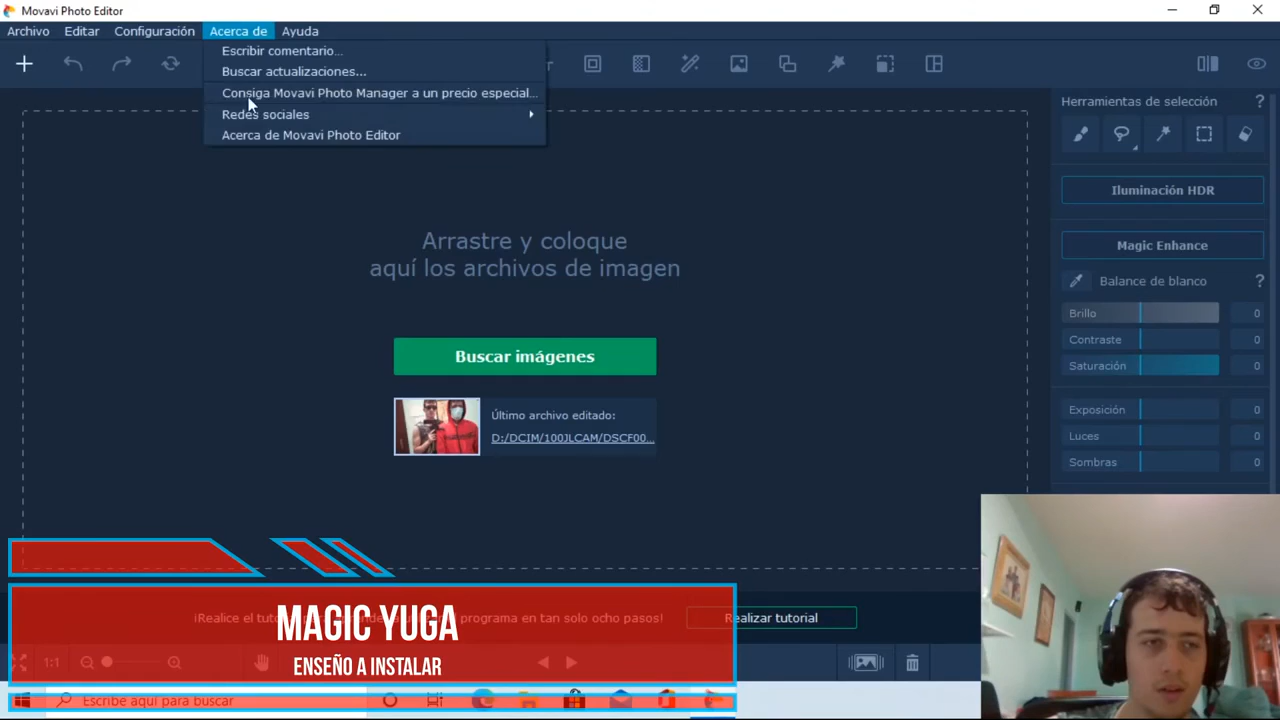 Movavi Photo Editor
Archivo Editar Configuración Acerca de Ayuda
Escribir comentario...
Buscar actualizaciones...
Consiga Movavi Photo Manager a un precio especial...
Redes sociales
Acerca de Movavi Photo Editor
Herramientas de selección ?
Iluminación HDR
Magic Enhance
Balance de blanco ?
Brillo 0
Contraste 0
Saturación 0
Exposición 0
Luces 0
Sombras 0
Arrastre y coloque
aquí los archivos de imagen
Buscar imágenes
Último archivo editado:
D:/DCIM/100JLCAM/DSCF00...
¡Realice el programa en tan solo ocho pasos!
Realizar tutorial
MAGIC YUGA
ENSEÑO A INSTALAR
1:1
Escribe aquí para buscar